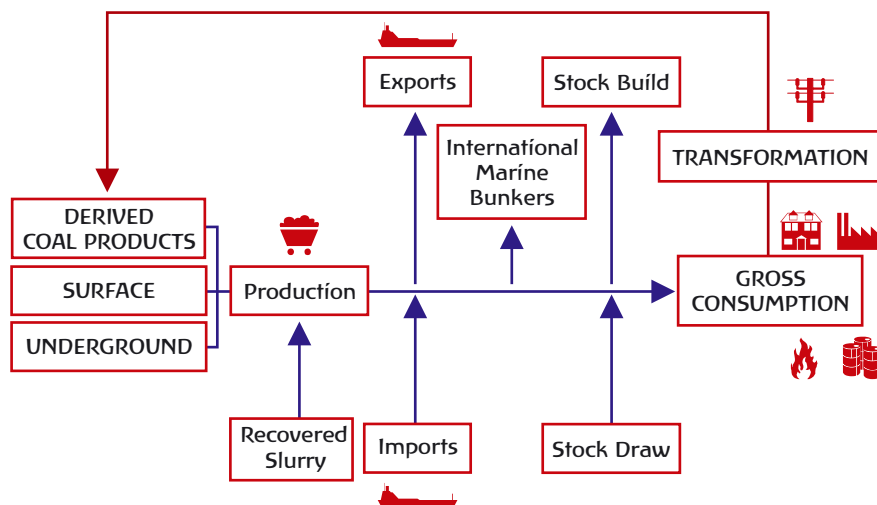 Exports
Stock Build
International
Marine
Bunkers
TRANSFORMATION
DERIVED
COAL PRODUCTS
SURFACE
Production
GROSS
CONSUMPTION
UNDERGROUND
Recovered
Slurry
Imports
Stock Draw